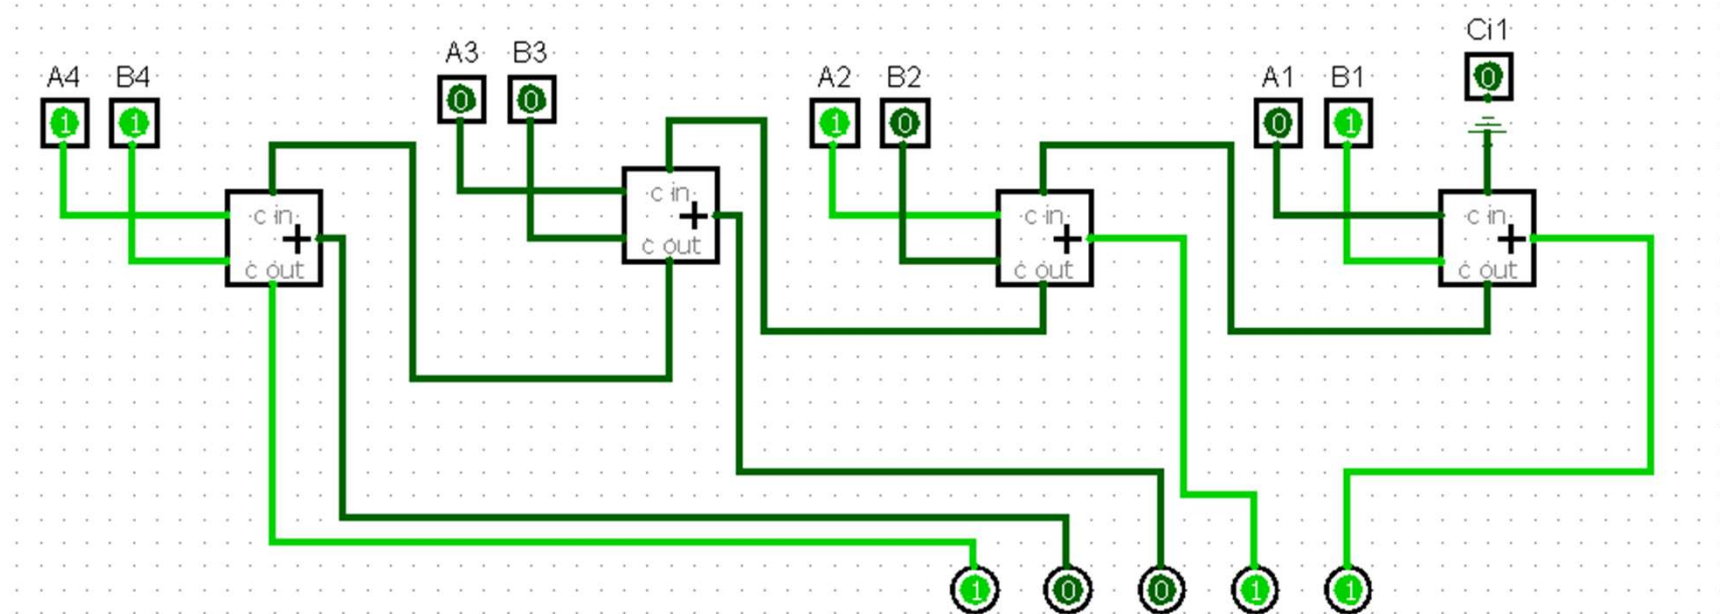 Ci1
A3 B3
A4 B4 A2 B2 A1 B1
0
0 0
1 1 1 0 0 1
c in
+
c out
c in
+
c out
c in
+
c out
c in
+
c out
1 0 0 1 1